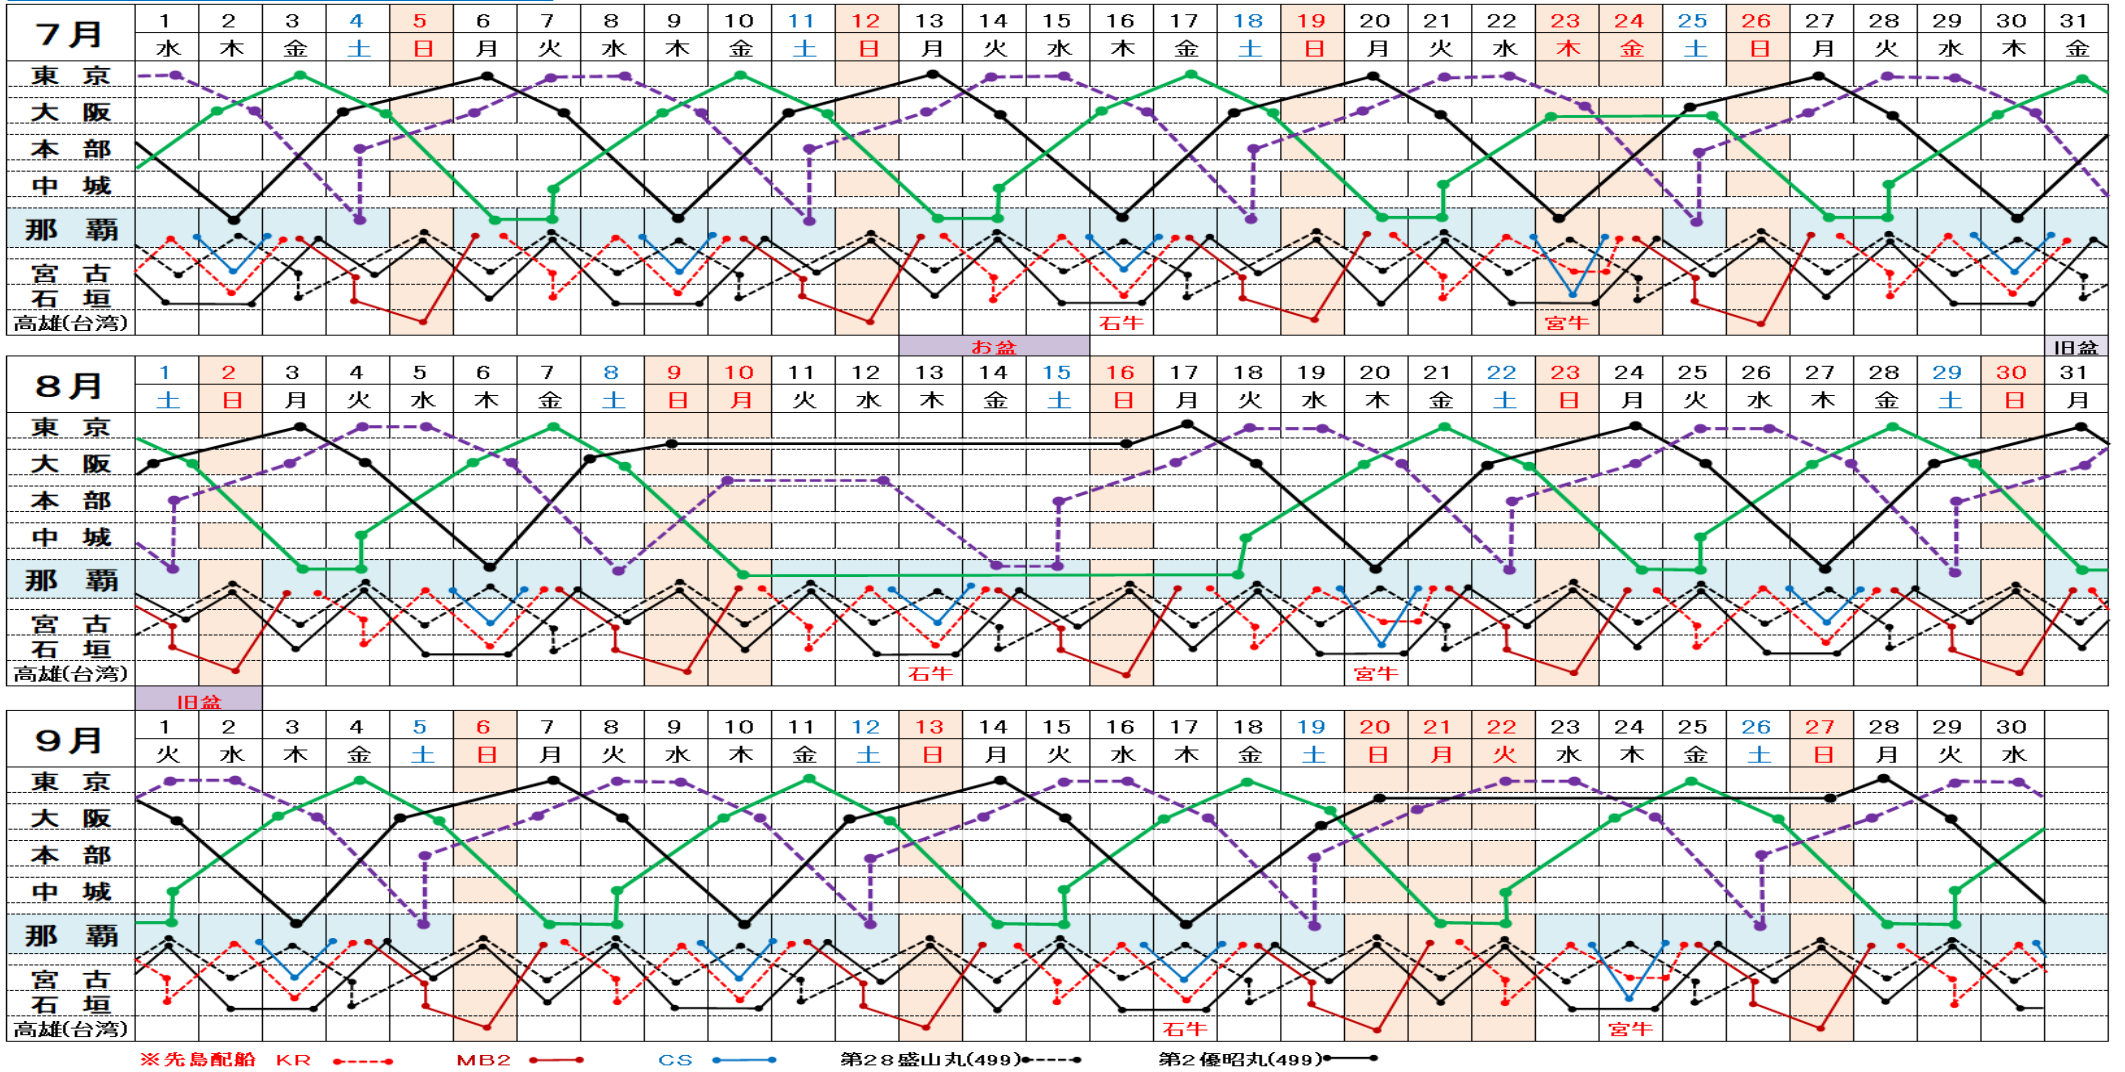 7月 1 2 3 4 5 6 7 8 9 10 11 12 13 14 15 16 17 18 19 20 21 22 23 24 25 26 27 28 29 30 31
水 木 金 土 日 月 火 水 木 金 土 日 月 火 水 木 金 土 日 月 火 水 木 金 土 日 月 火 水 木 金
東 京
大 阪
本 部
中 城
那 覇
宮 古
石 垣
高雄(台湾) 石牛 宮牛
お盆 旧盆
8月 1 2 3 4 5 6 7 8 9 10 11 12 13 14 15 16 17 18 19 20 21 22 23 24 25 26 27 28 29 30 31
土 日 月 火 水 木 金 土 日 月 火 水 木 金 土 日 月 火 水 木 金 土 日 月 火 水 木 金 土 日 月
東 京
大 阪
本 部
中 城
那 覇
宮 古
石 垣
高雄(台湾) 石牛 宮牛
旧盆
9月 1 2 3 4 5 6 7 8 9 10 11 12 13 14 15 16 17 18 19 20 21 22 23 24 25 26 27 28 29 30
火 水 木 金 土 日 月 火 水 木 金 土 日 月 火 水 木 金 土 日 月 火 水 木 金 土 日 月 火 水
東 京
大 阪
本 部
中 城
那 覇
宮 古
石 垣
高雄(台湾) 石牛 宮牛
※先島配船 KR MB2 CS 第28盛山丸(499) 第2優昭丸(499)